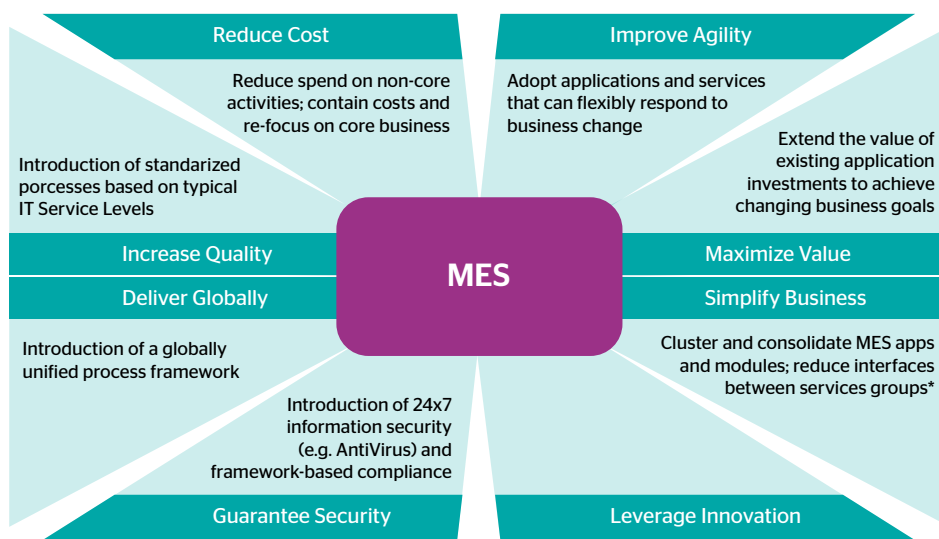 Reduce Cost
Reduce spend on non-core
activities; contain costs and
re-focus on core business
Improve Agility
Adopt applications and services
that can flexibly respond to
business change
Introduction of standarized
porcesses based on typical
IT Service Levels
Increase Quality
Extend the value of
existing application
investments to achieve
changing business goals
Maximize Value
MES
Deliver Globally
Introduction of a globally
unified process framework
Simplify Business
Cluster and consolidate MES apps
and modules; reduce interfaces
between services groups*
Introduction of 24x7
information security
(e.g. AntiVirus) and
framework-based compliance
Guarantee Security
Leverage Innovation